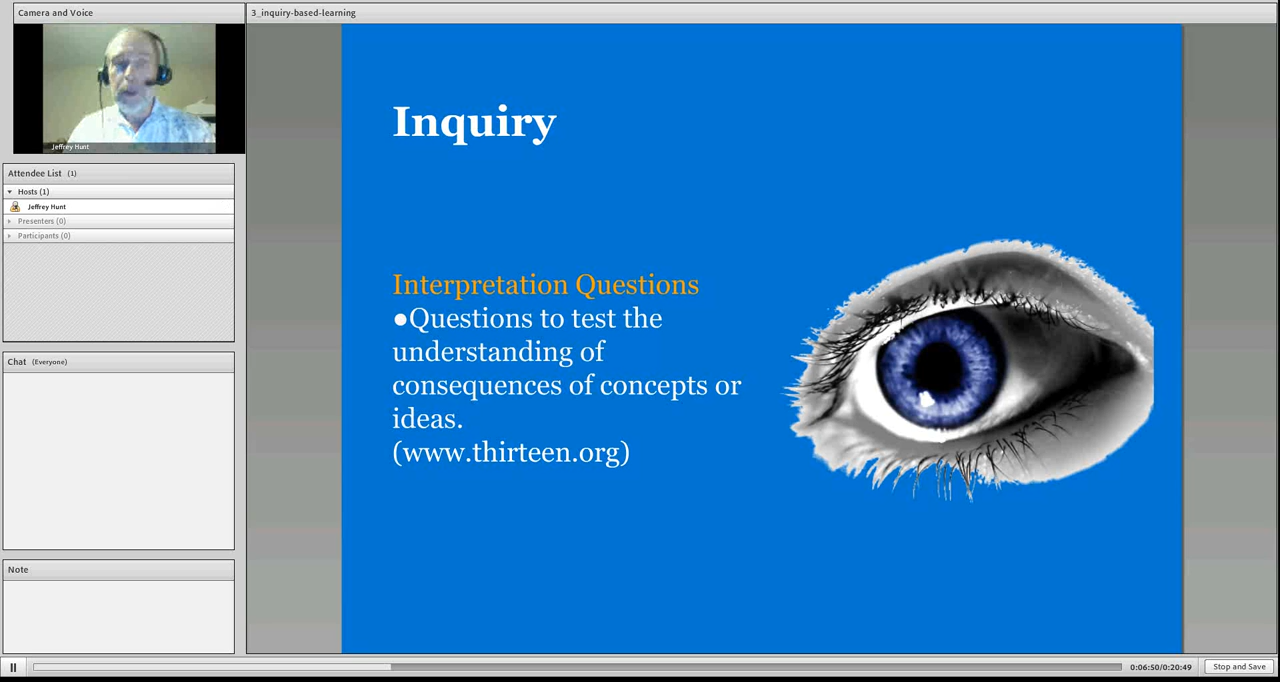 Camera and Voice
3_inquiry-based-learning
Jeffrey Hunt
Attendee List (1)
Hosts (1)
Jeffrey Hunt
Presenters (0)
Participants (0)
Chat (Everyone)
Note
Inquiry
Interpretation Questions
●Questions to test the
understanding of
consequences of concepts or
ideas.
(www.thirteen.org)
0:06:50/0:20:49
Stop and Save